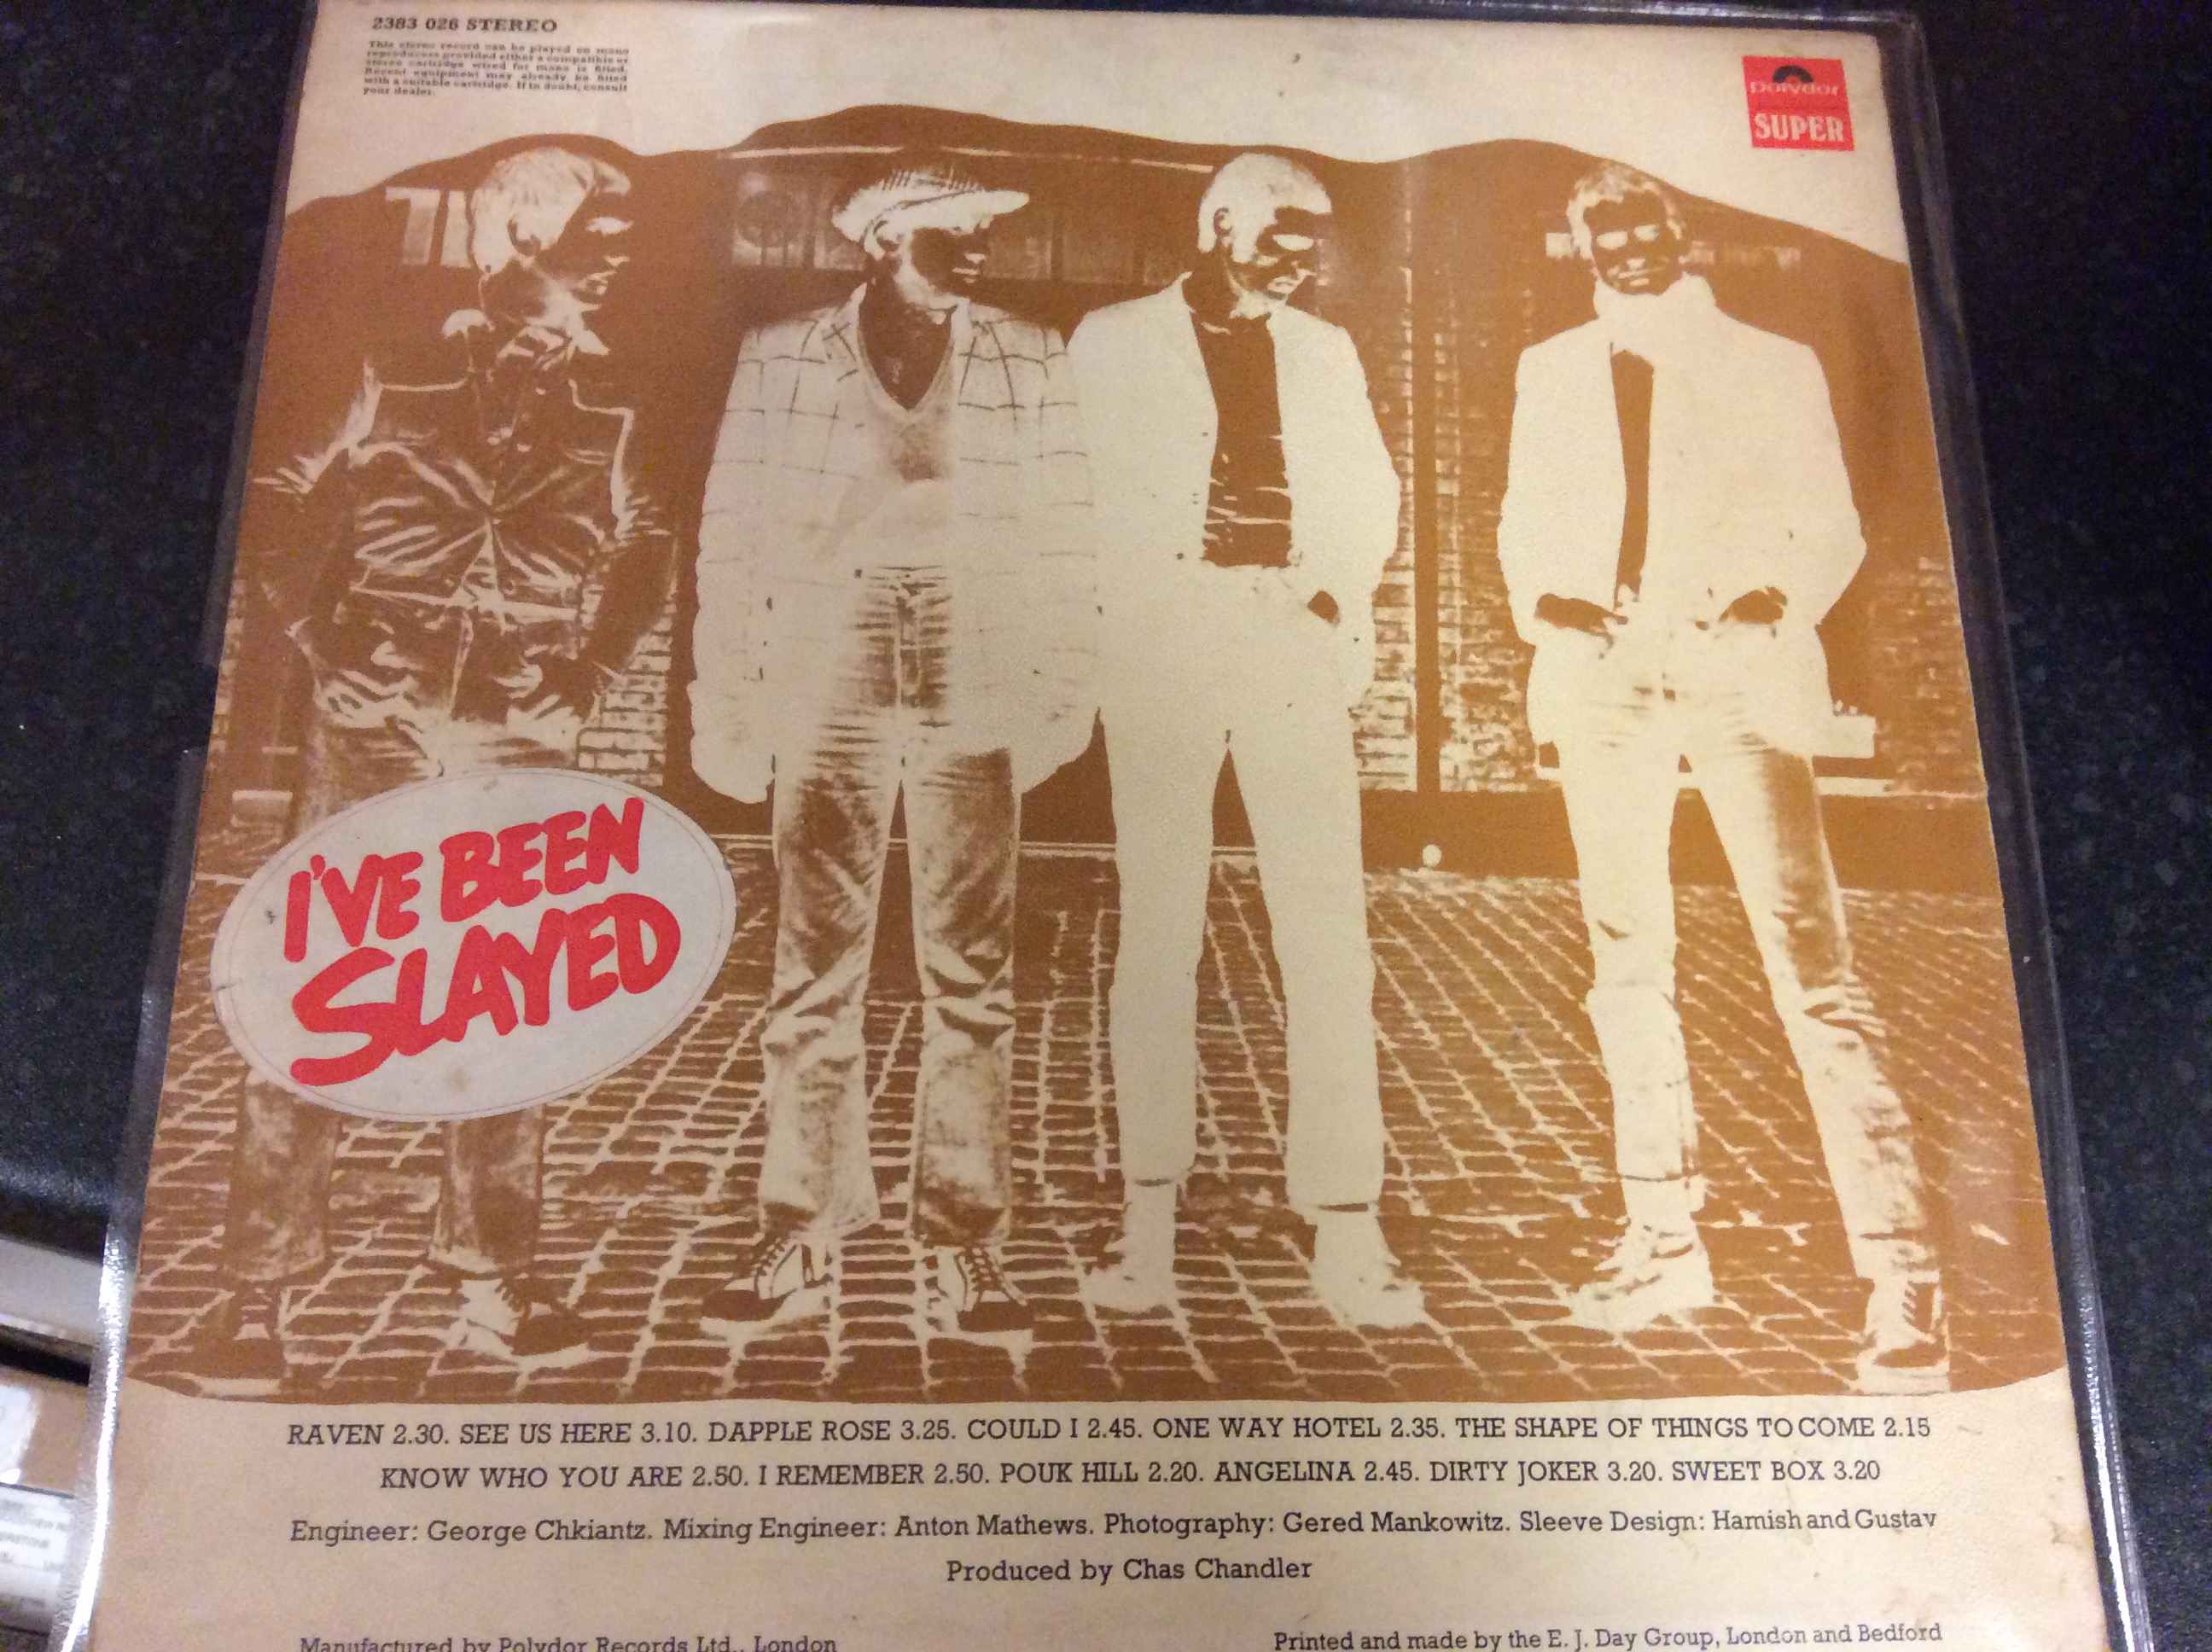 2383 026 STEREO
This stereo record can be played on mono
reproducers provided either a compatible or
stereo cartridge wired for mono is fitted.
Recent equipment may already be fitted
with a suitable cartridge. If in doubt, consult
your dealer.
polydor
SUPER
I'VE BEEN
SLAYED
RAVEN 2.30. SEE US HERE 3.10. DAPPLE ROSE 3.25. COULD I 2.45. ONE WAY HOTEL 2.35. THE SHAPE OF THINGS TO COME 2.15
KNOW WHO YOU ARE 2.50. I REMEMBER 2.50. POUK HILL 2.20. ANGELINA 2.45. DIRTY JOKER 3.20. SWEET BOX 3.20
Engineer: George Chkiantz. Mixing Engineer: Anton Mathews. Photography: Gered Mankowitz. Sleeve Design: Hamish and Gustav
Produced by Chas Chandler
Manufactured by Polydor Records Ltd., London
Printed and made by the E. J. Day Group, London and Bedford